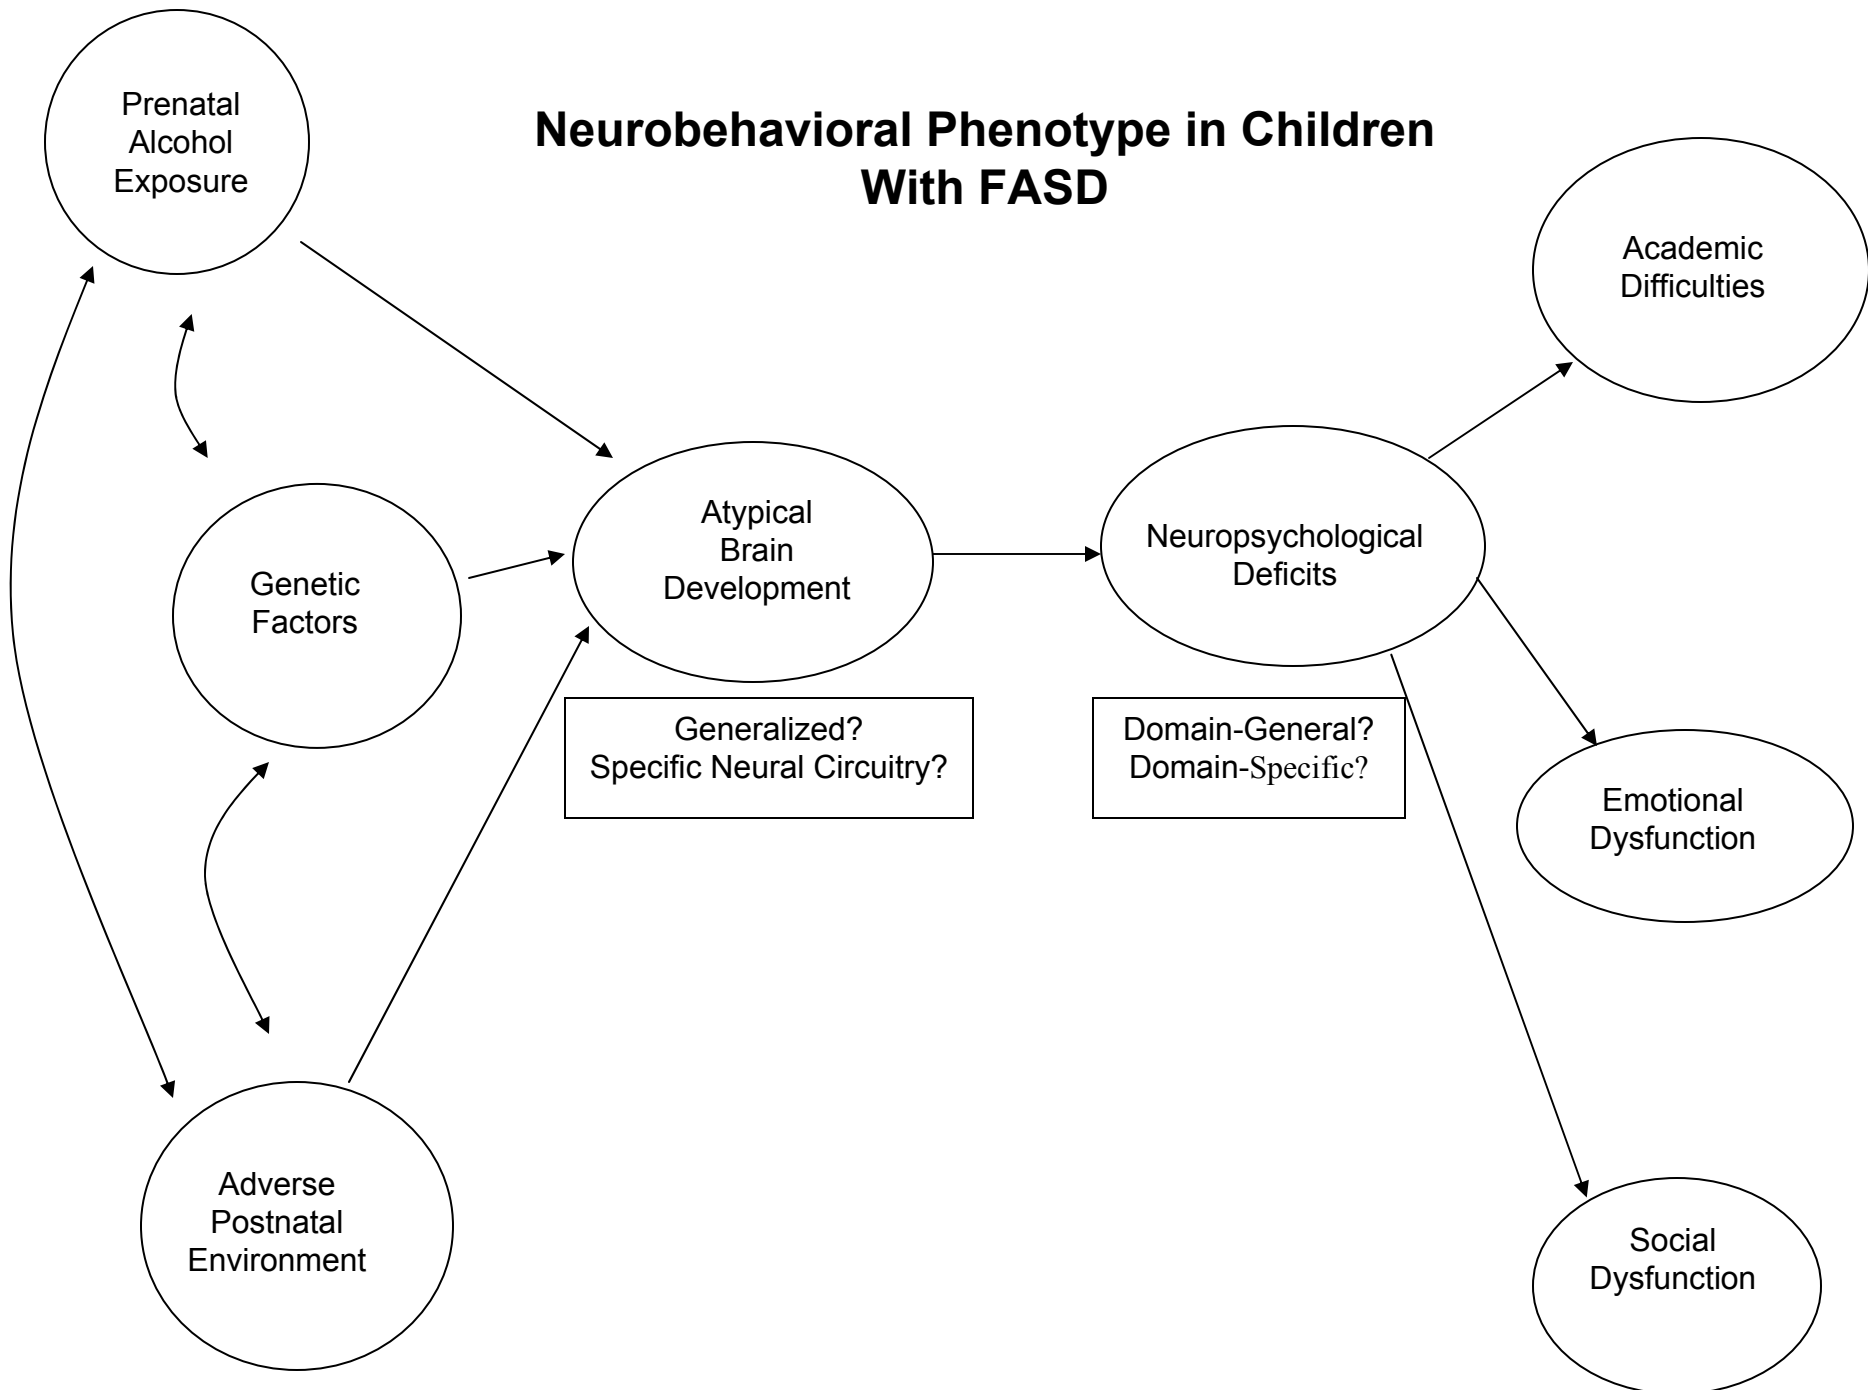 Neurobehavioral Phenotype in Children
With FASD
Prenatal
Alcohol
Exposure
Genetic
Factors
Adverse
Postnatal
Environment
Atypical
Brain
Development
Generalized?
Specific Neural Circuitry?
Neuropsychological
Deficits
Domain-General?
Domain-Specific?
Academic
Difficulties
Emotional
Dysfunction
Social
Dysfunction